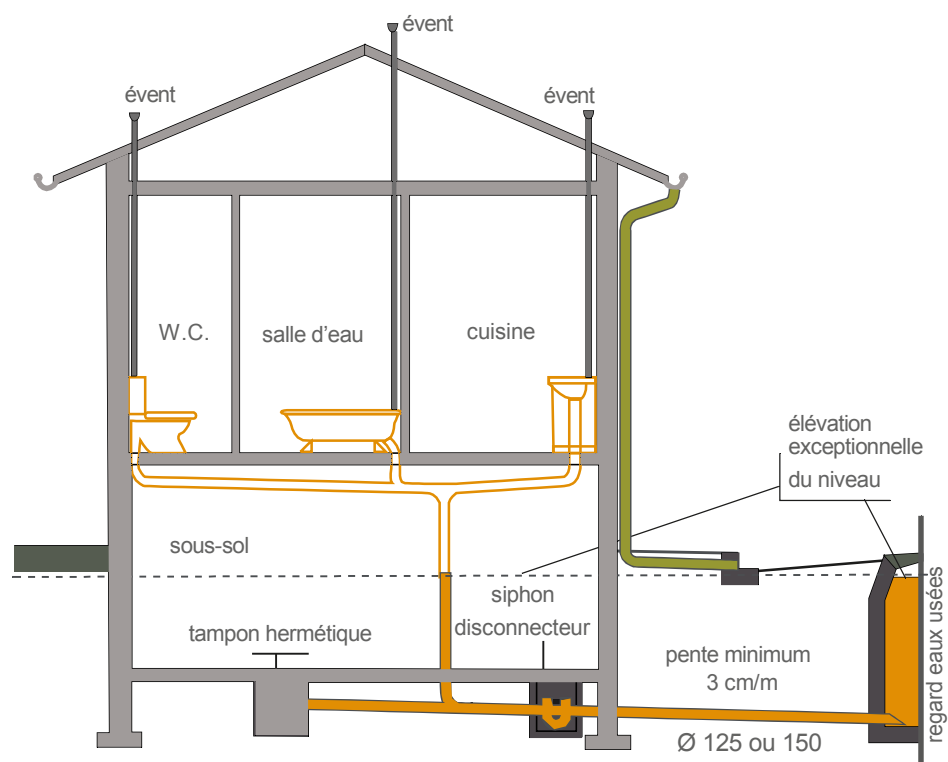 évent
évent
évent
W.C.
salle d'eau
cuisine
élévation
exceptionnelle
du niveau
sous-sol
siphon
disconnecteur
tampon hermétique
pente minimum
3 cm/m
Ø 125 ou 150
regard eaux usées